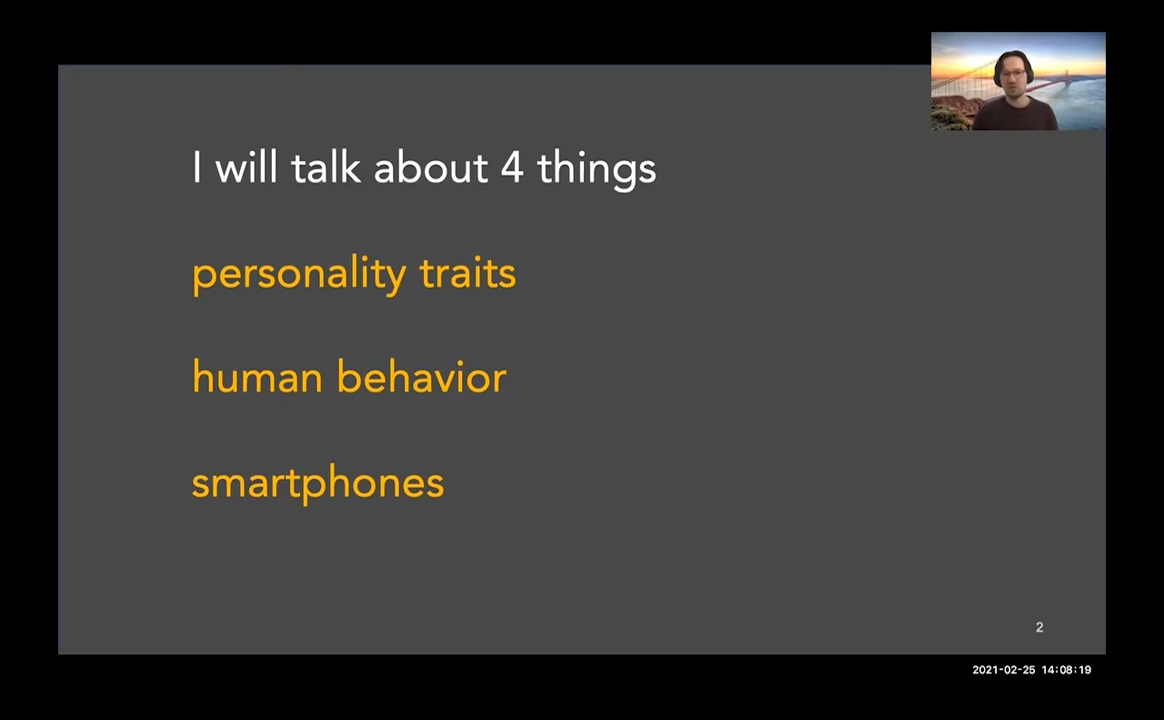 I will talk about 4 things
personality traits
human behavior
smartphones
2
2021-02-25 14:08:19